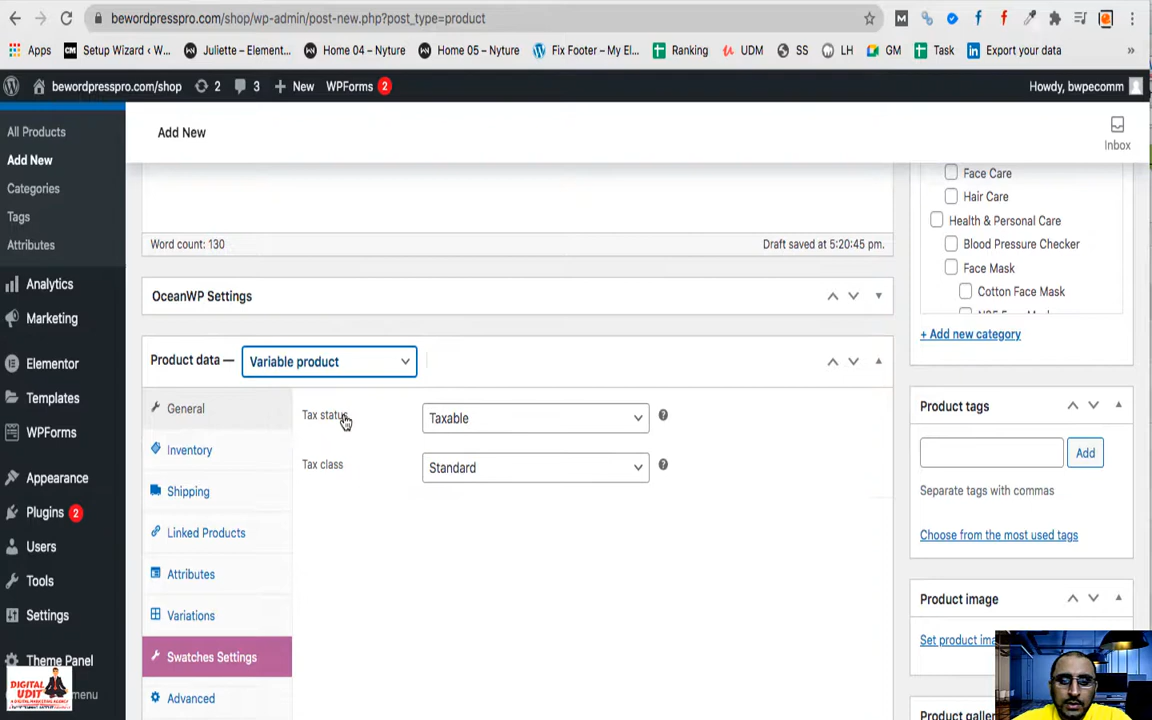 bewordpresspro.com/shop/wp-admin/post-new.php?post_type=product
Apps
Setup Wizard ‹ W...
Juliette – Element...
Home 04 – Nyture
Home 05 – Nyture
Fix Footer – My El...
Ranking
UDM
SS
LH
GM
Task
Export your data
»
bewordpresspro.com/shop
2
3
New
WPForms 2
Howdy, bwpecomm
All Products
Add New
Categories
Tags
Attributes
Analytics
Marketing
Elementor
Templates
WPForms
Appearance
Plugins 2
Users
Tools
Settings
Theme Panel
menu
DIGITAL
UDIT
Add New
Inbox
Word count: 130
Draft saved at 5:20:45 pm.
OceanWP Settings
Product data —
Variable product
General
Inventory
Shipping
Linked Products
Attributes
Variations
Swatches Settings
Advanced
Tax status
Taxable
Tax class
Standard
Face Care
Hair Care
Health & Personal Care
Blood Pressure Checker
Face Mask
Cotton Face Mask
+ Add new category
Product tags
Add
Separate tags with commas
Choose from the most used tags
Product image
Set product
Product